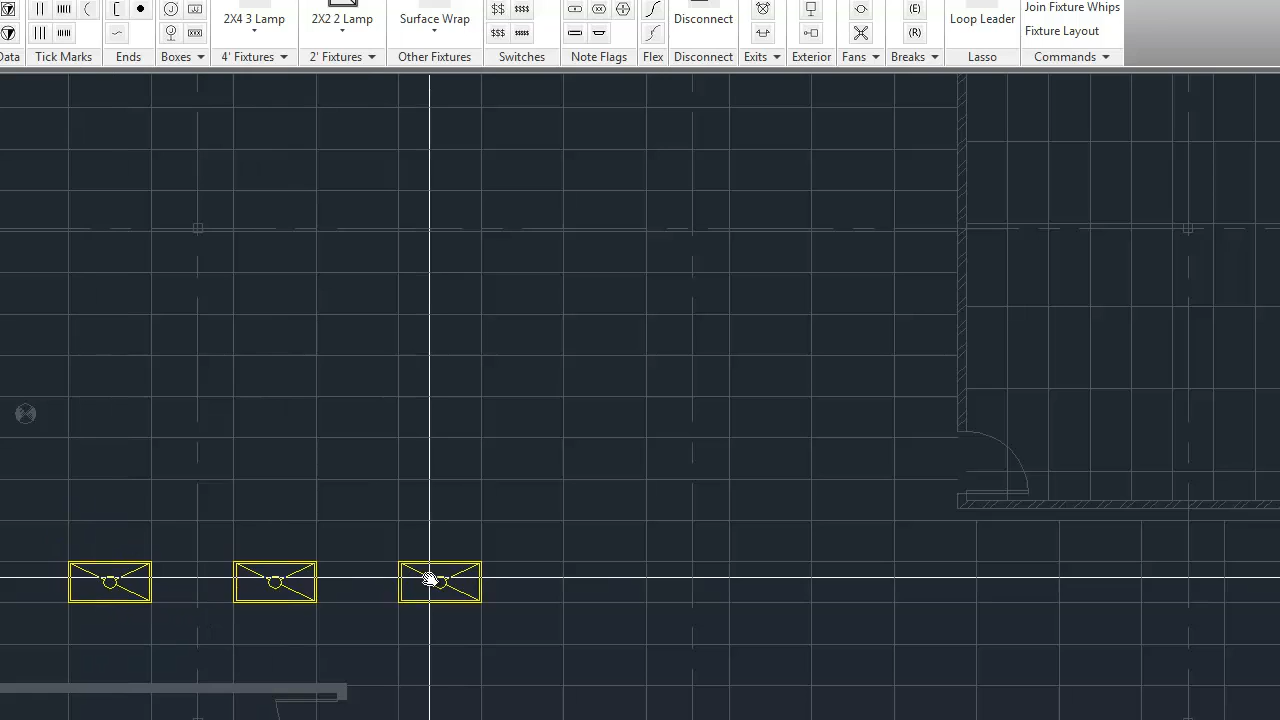 Join Fixture Whips
2X4 3 Lamp
2X2 2 Lamp
Surface Wrap
$$
Disconnect
(E)
Loop Leader
Fixture Layout
J
$$$
(R)
Data
Tick Marks
Ends
Boxes
4' Fixtures
2' Fixtures
Other Fixtures
Switches
Note Flags
Flex
Disconnect
Exits
Exterior
Fans
Breaks
Lasso
Commands